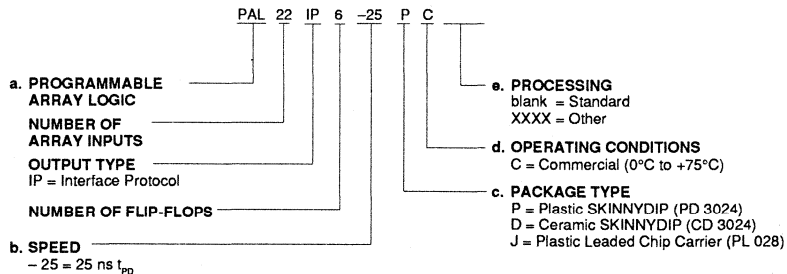 PAL 22 IP 6 -25 P C
a. PROGRAMMABLE
ARRAY LOGIC
NUMBER OF
ARRAY INPUTS
OUTPUT TYPE
IP = Interface Protocol
NUMBER OF FLIP-FLOPS
b. SPEED
– 25 = 25 ns tPD
e. PROCESSING
blank = Standard
XXXX = Other
d. OPERATING CONDITIONS
C = Commercial (0°C to +75°C)
c. PACKAGE TYPE
P = Plastic SKINNYDIP (PD 3024)
D = Ceramic SKINNYDIP (CD 3024)
J = Plastic Leaded Chip Carrier (PL 028)